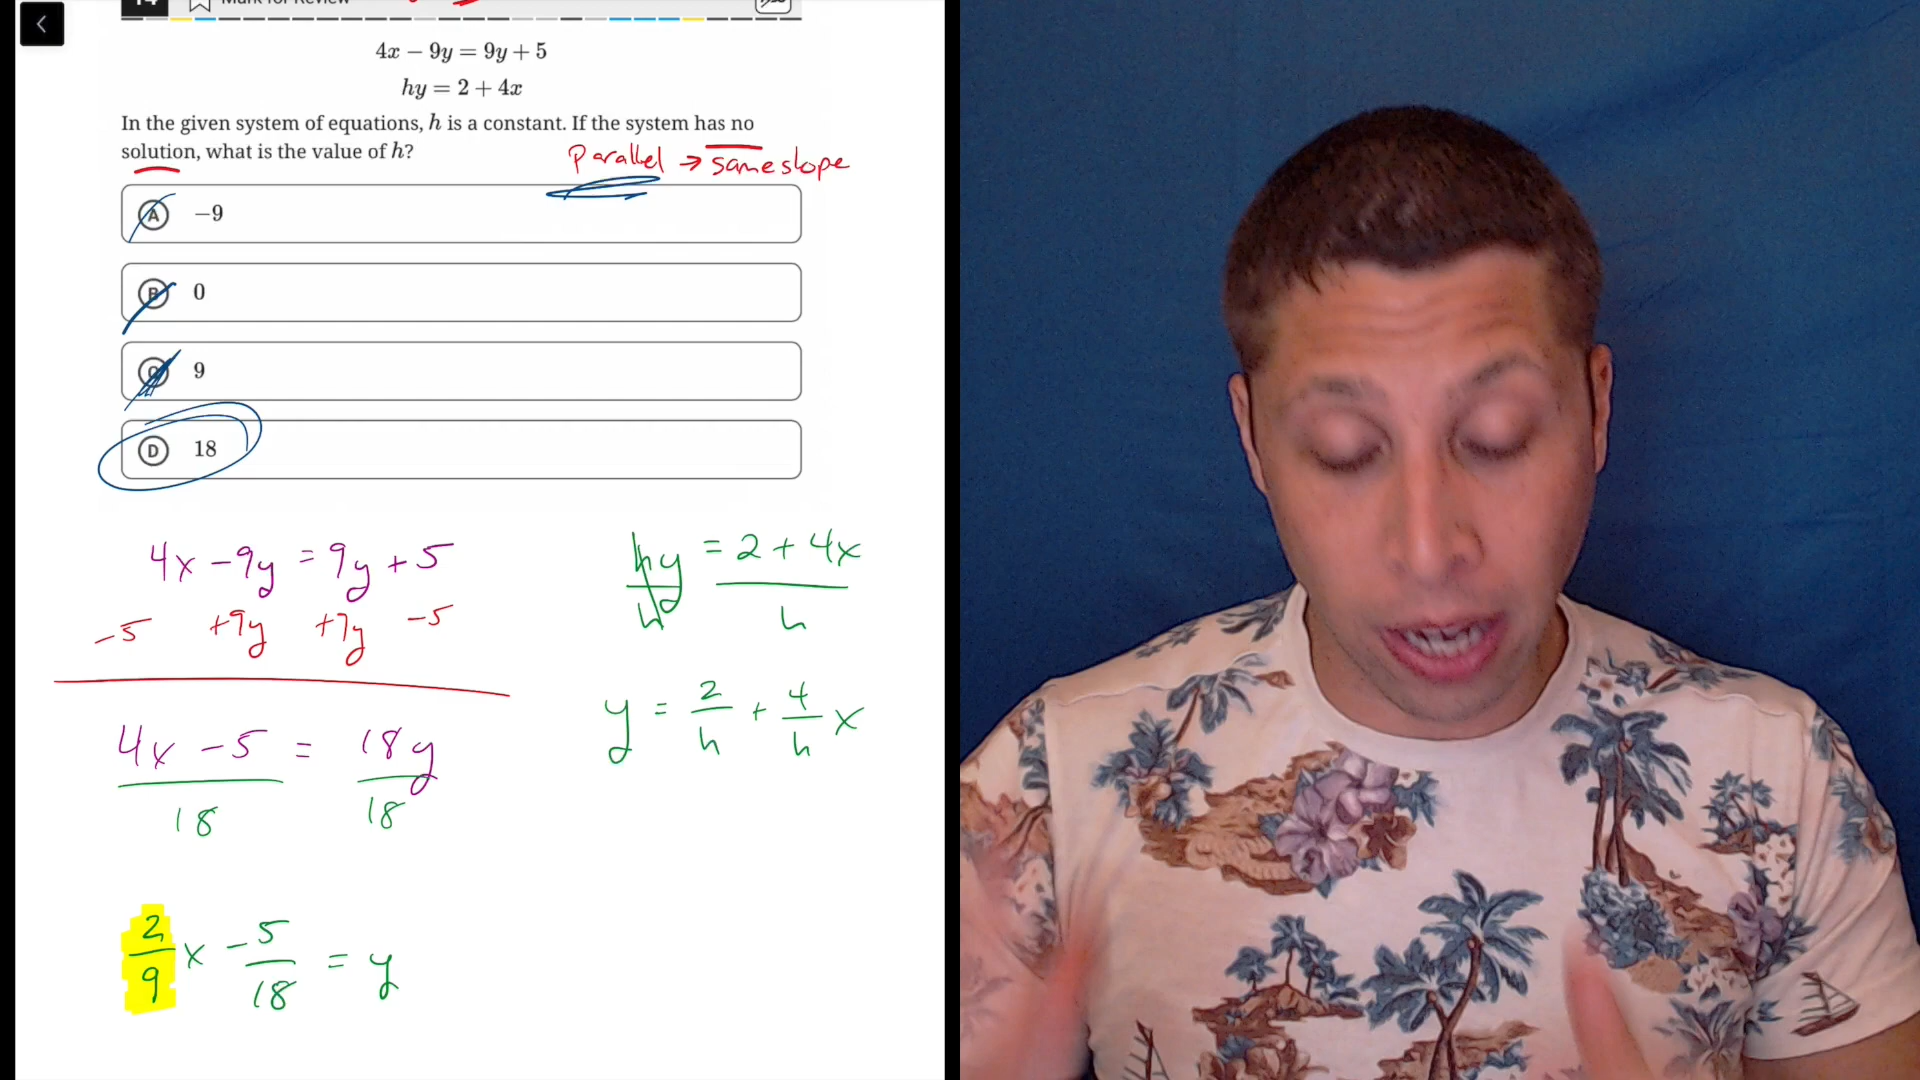 4x − 9y = 9y + 5
hy = 2 + 4x
In the given system of equations, h is a constant. If the system has no
solution, what is the value of h?
Parallel → same slope
A −9
B 0
C 9
D 18
4x − 9y = 9y + 5
−5 +9y +9y −5
4x − 5 = 18y
18 18
2/9 x − 5/18 = y
hy = 2 + 4x
h h
y = 2/h + 4/h x